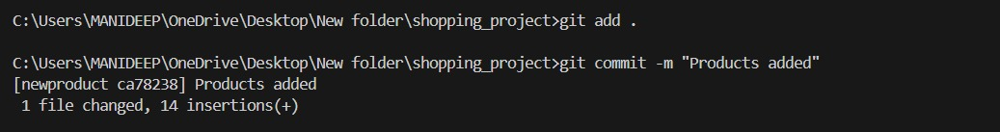 C:\Users\MANIDEEP\OneDrive\Desktop\New folder\shopping_project>git add .
C:\Users\MANIDEEP\OneDrive\Desktop\New folder\shopping_project>git commit -m "Products added"
[newproduct ca78238] Products added
 1 file changed, 14 insertions(+)